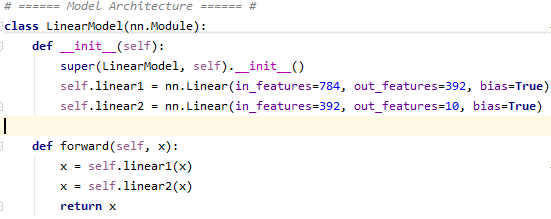 # ====== Model Architecture ====== #
class LinearModel(nn.Module):
    def __init__(self):
        super(LinearModel, self).__init__()
        self.linear1 = nn.Linear(in_features=784, out_features=392, bias=True)
        self.linear2 = nn.Linear(in_features=392, out_features=10, bias=True)
    def forward(self, x):
        x = self.linear1(x)
        x = self.linear2(x)
        return x